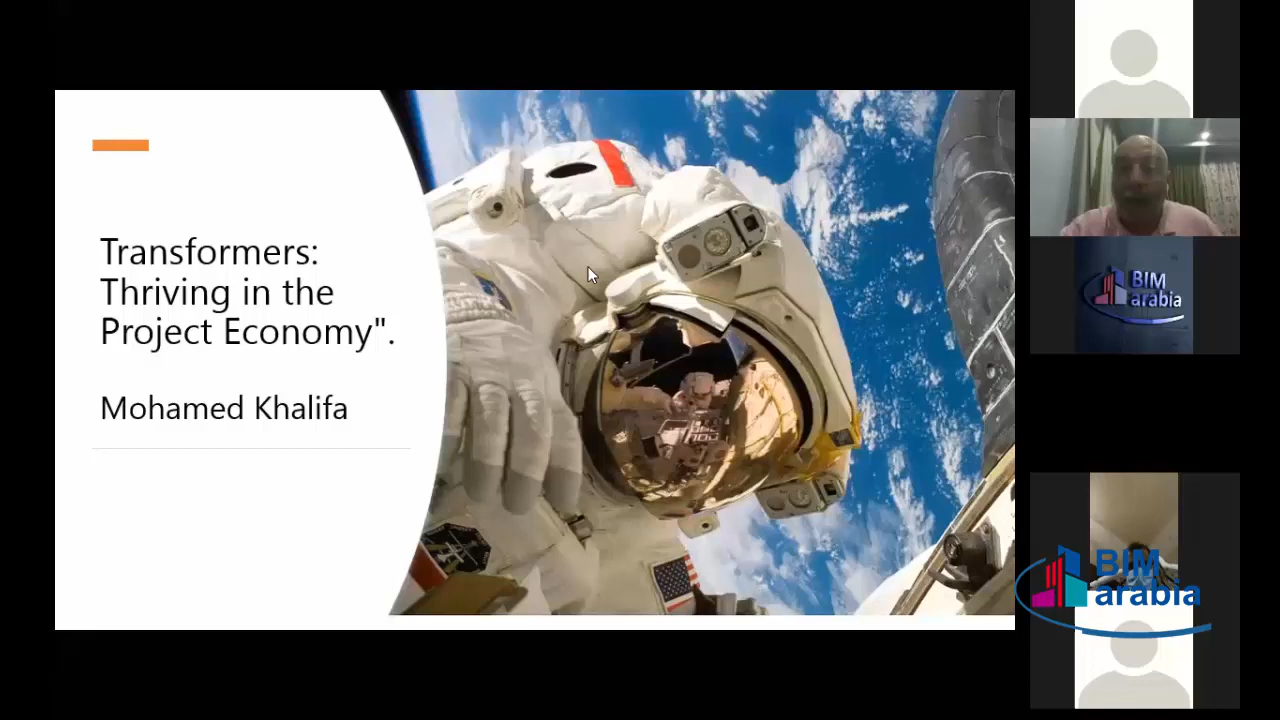 Transformers:
Thriving in the
Project Economy".
Mohamed Khalifa
BIM
arabia
BIM
arabia